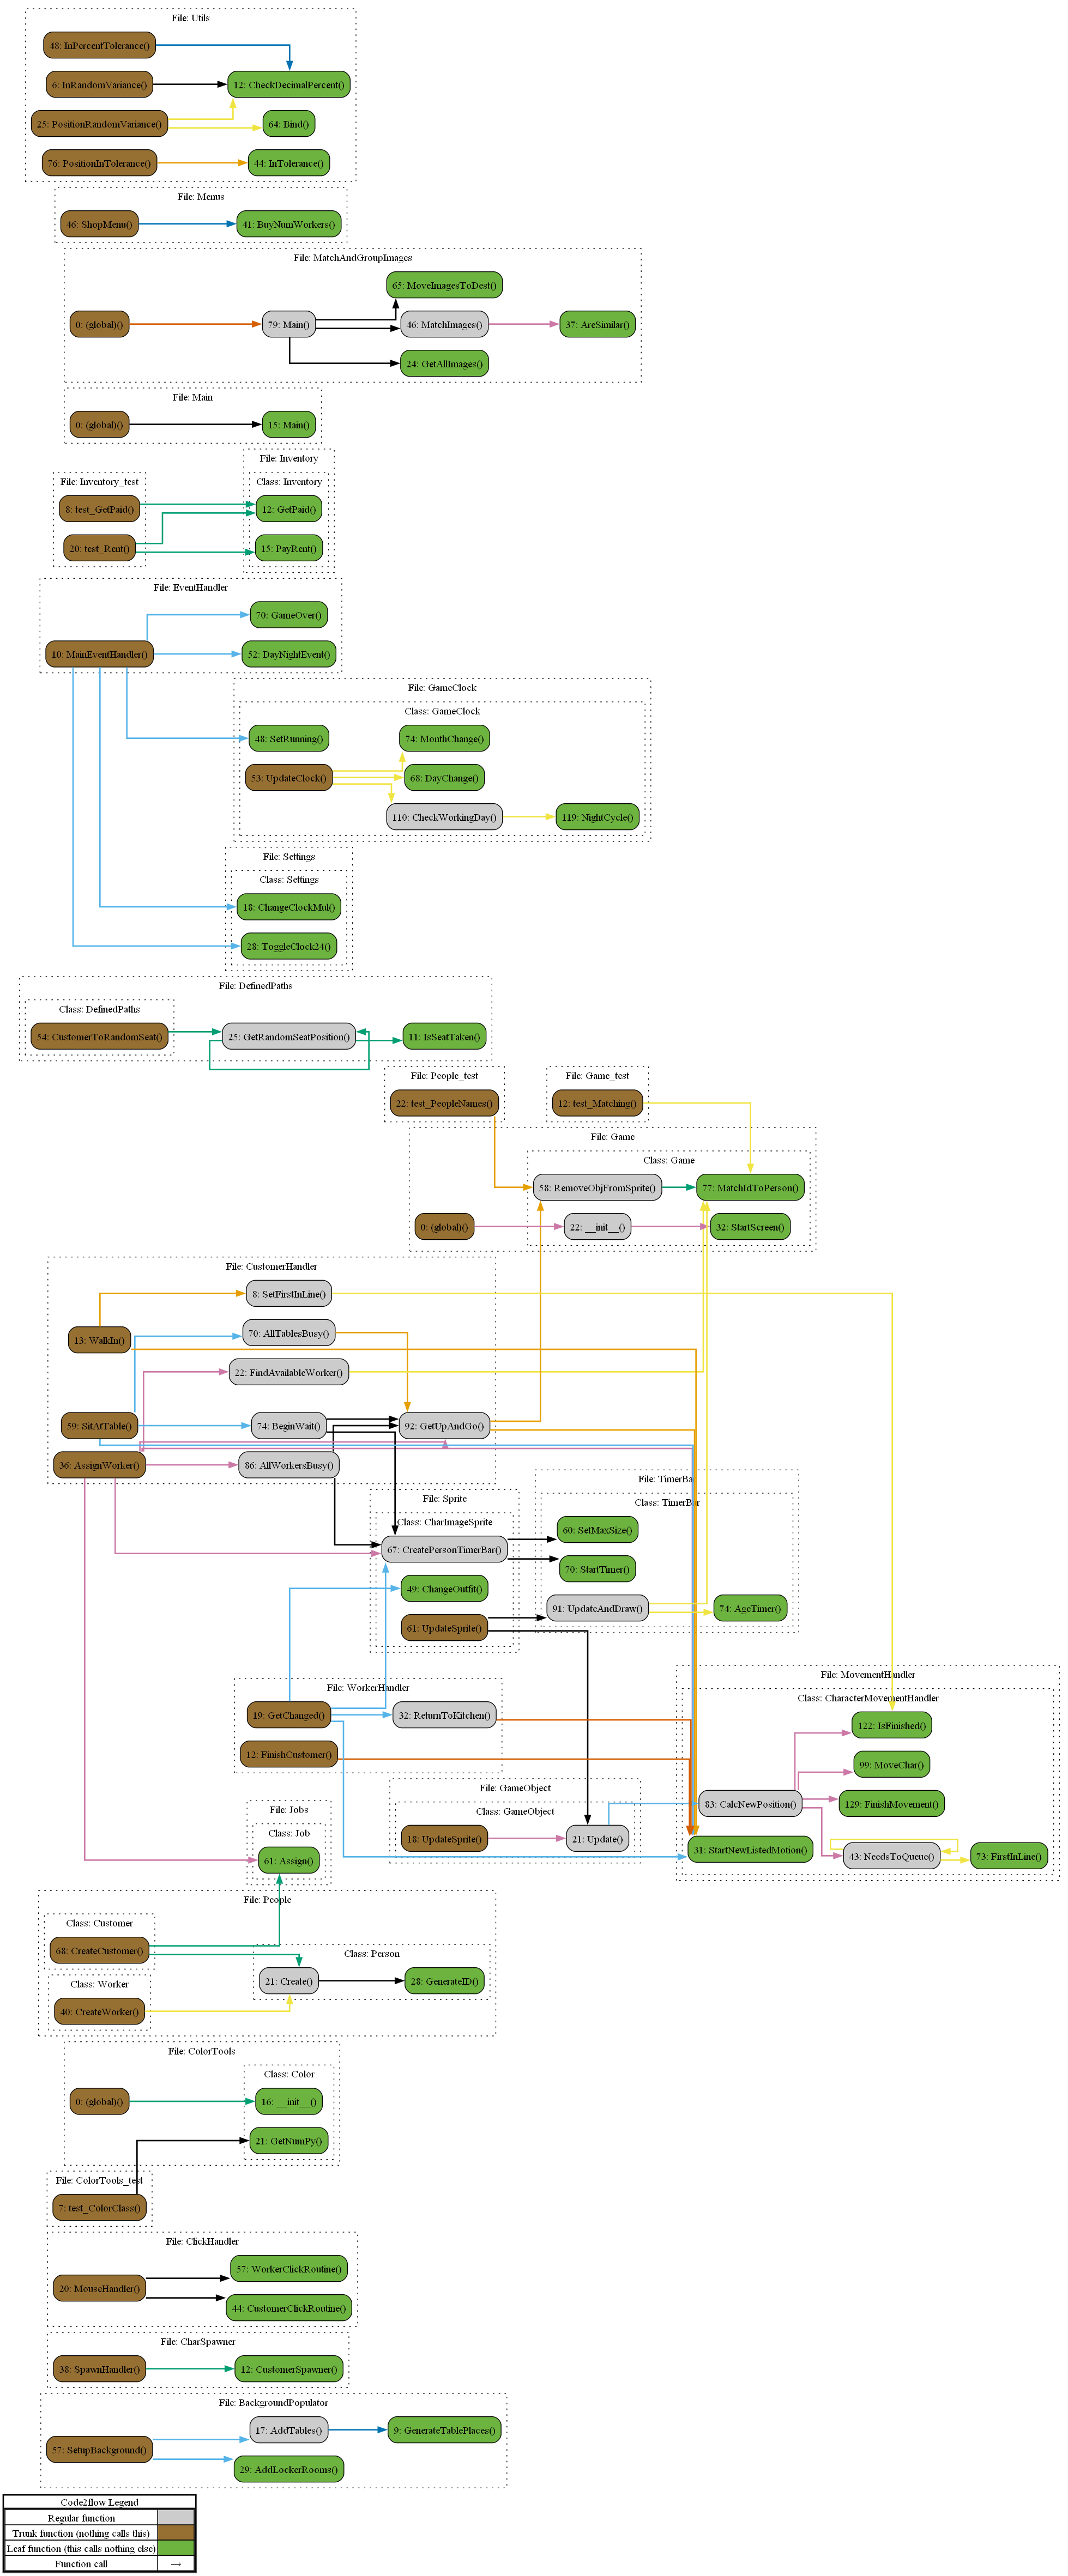 File: Utils
48: InPercentTolerance()
6: InRandomVariance()
12: CheckDecimalPercent()
25: PositionRandomVariance()
64: Bind()
76: PositionInTolerance()
44: InTolerance()
File: Menus
46: ShopMenu()
41: BuyNumWorkers()
File: MatchAndGroupImages
65: MoveImagesToDest()
0: (global)()
79: Main()
46: MatchImages()
37: AreSimilar()
24: GetAllImages()
File: Main
0: (global)()
15: Main()
File: Inventory
File: Inventory_test
Class: Inventory
8: test_GetPaid()
12: GetPaid()
20: test_Rent()
15: PayRent()
File: EventHandler
70: GameOver()
10: MainEventHandler()
52: DayNightEvent()
File: GameClock
Class: GameClock
48: SetRunning()
74: MonthChange()
53: UpdateClock()
68: DayChange()
110: CheckWorkingDay()
119: NightCycle()
File: Settings
Class: Settings
18: ChangeClockMul()
28: ToggleClock24()
File: DefinedPaths
Class: DefinedPaths
54: CustomerToRandomSeat()
25: GetRandomSeatPosition()
11: IsSeatTaken()
File: People_test
22: test_PeopleNames()
File: Game_test
12: test_Matching()
File: Game
Class: Game
58: RemoveObjFromSprite()
77: MatchIdToPerson()
0: (global)()
22: __init__()
32: StartScreen()
File: CustomerHandler
8: SetFirstInLine()
13: WalkIn()
70: AllTablesBusy()
22: FindAvailableWorker()
59: SitAtTable()
74: BeginWait()
92: GetUpAndGo()
36: AssignWorker()
86: AllWorkersBusy()
File: TimerBar
Class: TimerBar
File: Sprite
Class: CharImageSprite
60: SetMaxSize()
67: CreatePersonTimerBar()
70: StartTimer()
49: ChangeOutfit()
91: UpdateAndDraw()
74: AgeTimer()
61: UpdateSprite()
File: MovementHandler
Class: CharacterMovementHandler
File: WorkerHandler
19: GetChanged()
32: ReturnToKitchen()
12: FinishCustomer()
122: IsFinished()
99: MoveChar()
83: CalcNewPosition()
129: FinishMovement()
31: StartNewListedMotion()
43: NeedsToQueue()
73: FirstInLine()
File: GameObject
Class: GameObject
18: UpdateSprite()
21: Update()
File: Jobs
Class: Job
61: Assign()
File: People
Class: Customer
68: CreateCustomer()
Class: Person
21: Create()
28: GenerateID()
Class: Worker
40: CreateWorker()
File: ColorTools
Class: Color
0: (global)()
16: __init__()
21: GetNumPy()
File: ColorTools_test
7: test_ColorClass()
File: ClickHandler
57: WorkerClickRoutine()
20: MouseHandler()
44: CustomerClickRoutine()
File: CharSpawner
38: SpawnHandler()
12: CustomerSpawner()
File: BackgroundPopulator
17: AddTables()
9: GenerateTablePlaces()
57: SetupBackground()
29: AddLockerRooms()
Code2flow Legend
Regular function
Trunk function (nothing calls this)
Leaf function (this calls nothing else)
Function call →